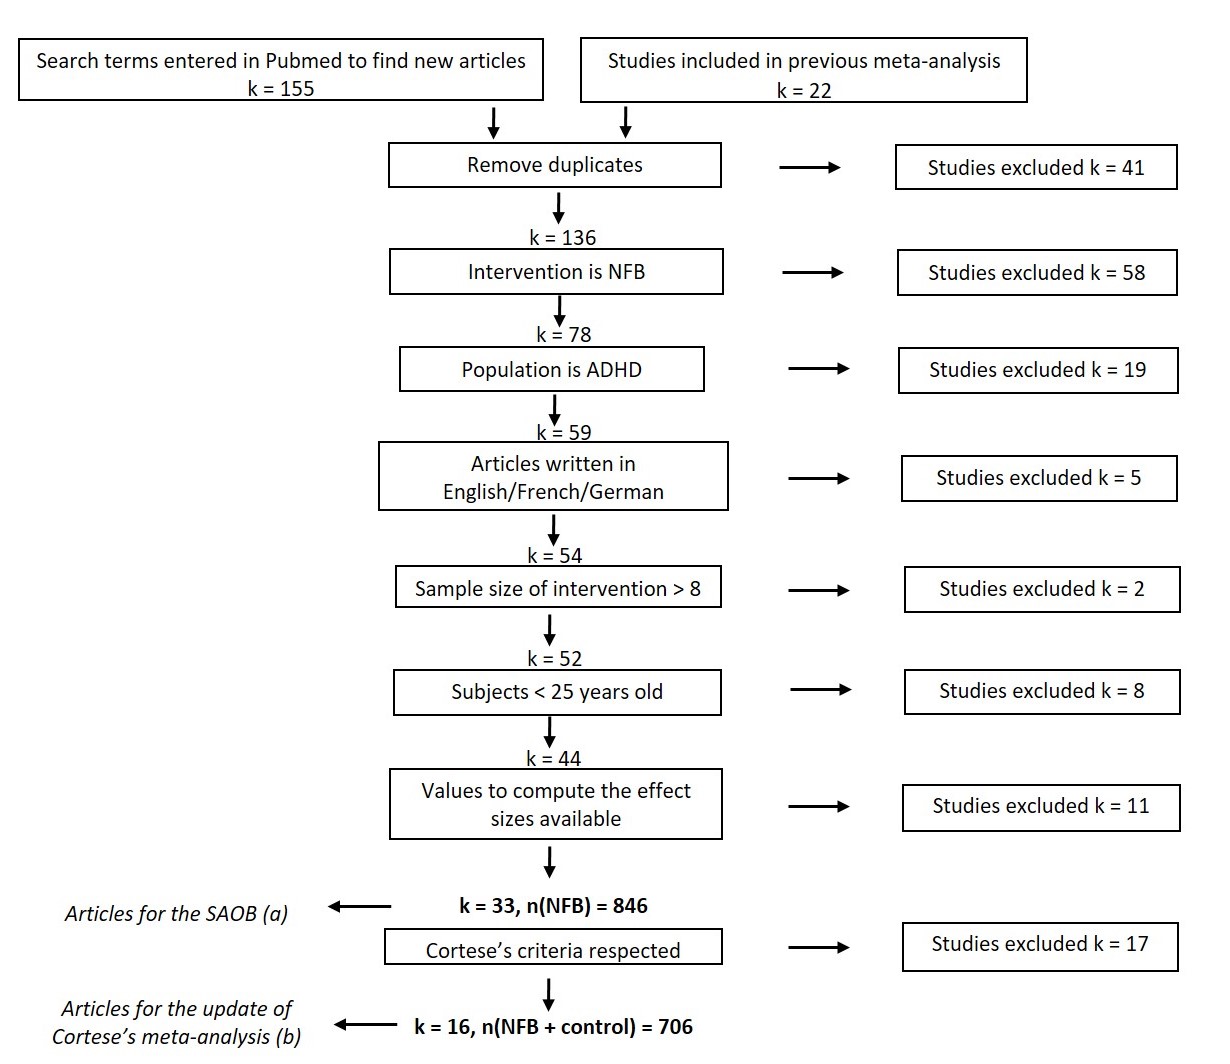 Search terms entered in Pubmed to find new articles
k = 155
Studies included in previous meta-analysis
k = 22
Remove duplicates
Studies excluded k = 41
k = 136
Intervention is NFB
Studies excluded k = 58
k = 78
Population is ADHD
Studies excluded k = 19
k = 59
Articles written in
English/French/German
Studies excluded k = 5
k = 54
Sample size of intervention > 8
Studies excluded k = 2
k = 52
Subjects < 25 years old
Studies excluded k = 8
k = 44
Values to compute the effect
sizes available
Studies excluded k = 11
Articles for the SAOB (a)
k = 33, n(NFB) = 846
Cortese’s criteria respected
Studies excluded k = 17
Articles for the update of
Cortese’s meta-analysis (b)
k = 16, n(NFB + control) = 706